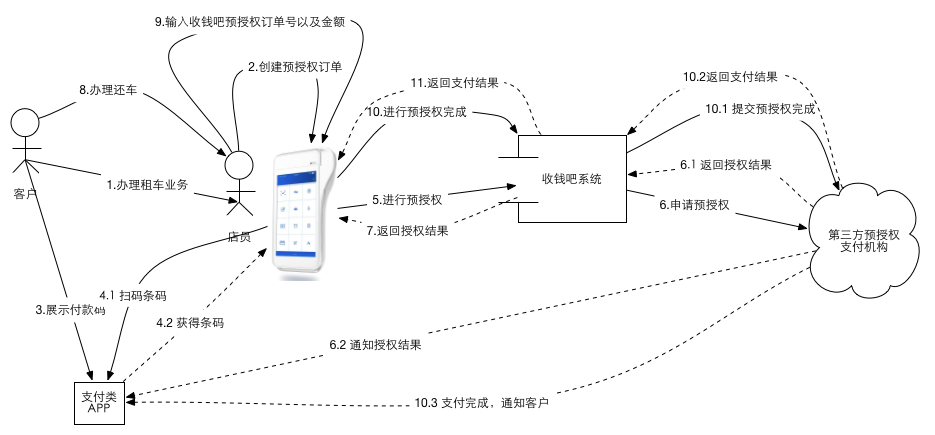 9.输入收钱吧预授权订单号以及金额
2.创建预授权订单
11.返回支付结果
10.2返回支付结果
8.办理还车
10.进行预授权完成
10.1 提交预授权完成
6.1 返回授权结果
收钱吧系统
1.办理租车业务
客户
5.进行预授权
6.申请预授权
7.返回授权结果
店员
第三方预授权
支付机构
4.1 扫码条码
3.展示付款码
4.2 获得条码
6.2 通知授权结果
支付类
APP
10.3 支付完成，通知客户